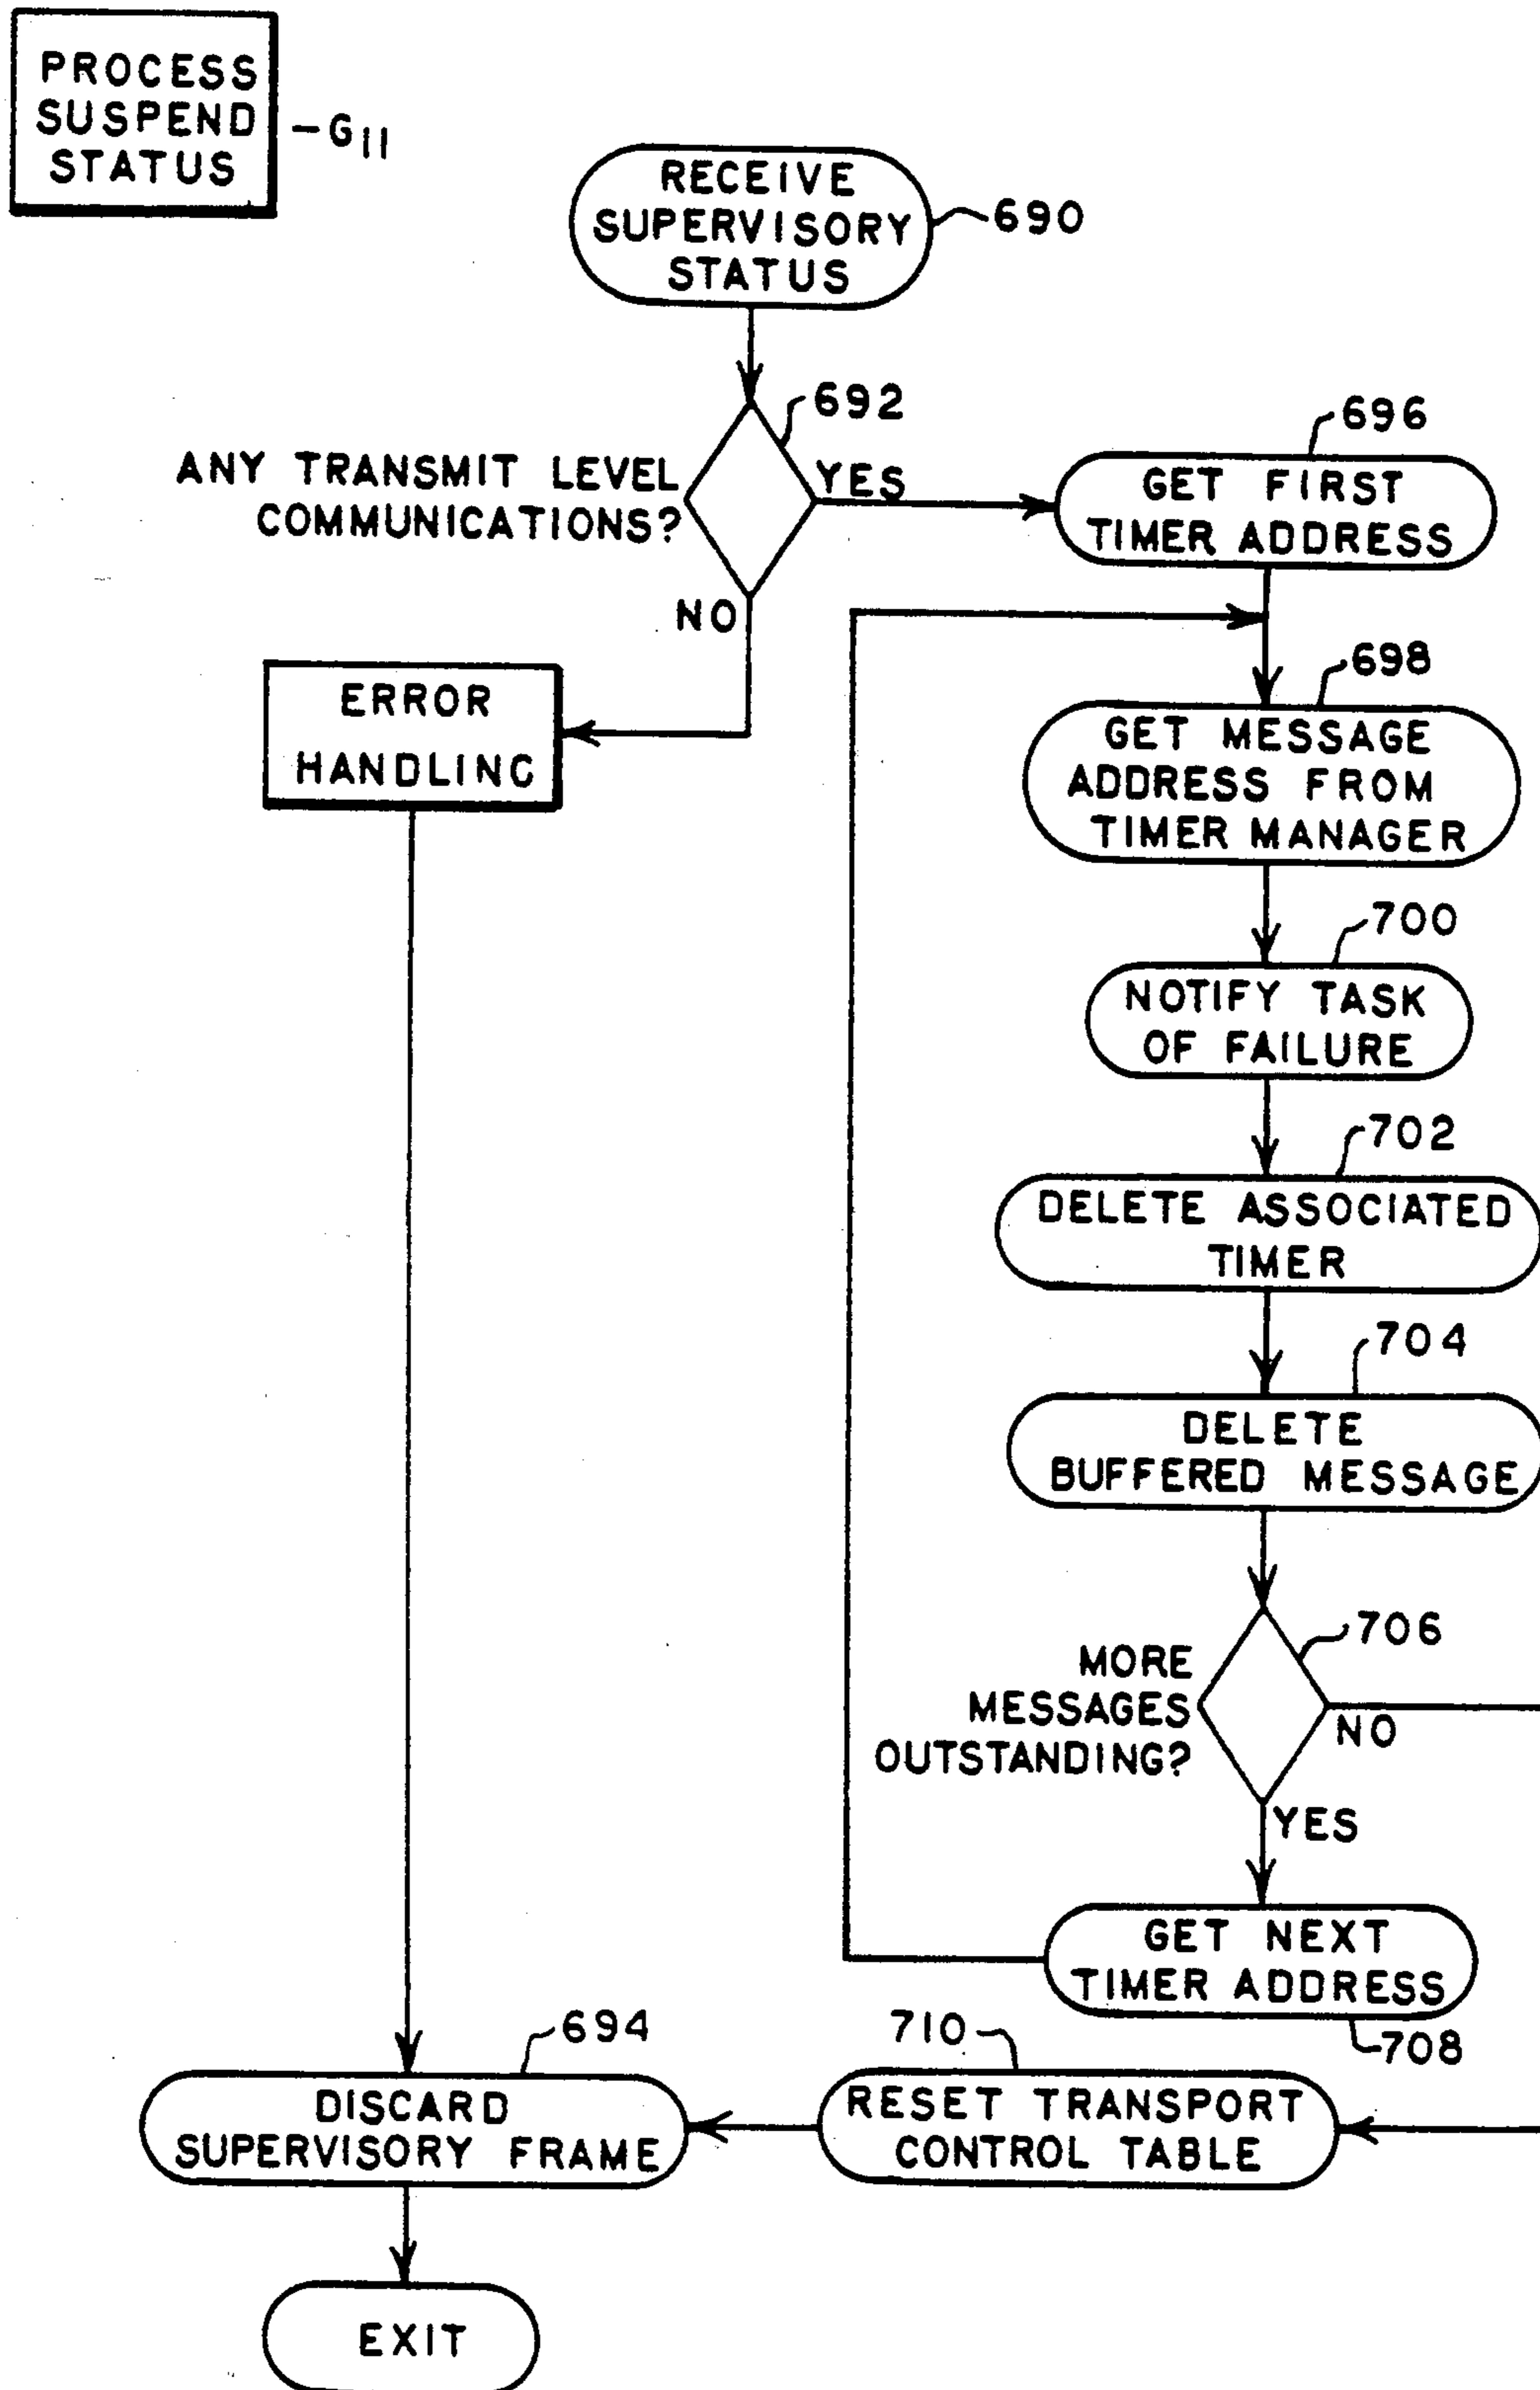 PROCESS
SUSPEND
STATUS
-G11
RECEIVE
SUPERVISORY
STATUS
690
692
ANY TRANSMIT LEVEL
COMMUNICATIONS?
YES
NO
696
GET FIRST
TIMER ADDRESS
ERROR
HANDLING
698
GET MESSAGE
ADDRESS FROM
TIMER MANAGER
700
NOTIFY TASK
OF FAILURE
702
DELETE ASSOCIATED
TIMER
704
DELETE
BUFFERED MESSAGE
706
MORE
MESSAGES
OUTSTANDING?
NO
YES
GET NEXT
TIMER ADDRESS
708
710
RESET TRANSPORT
CONTROL TABLE
694
DISCARD
SUPERVISORY FRAME
EXIT